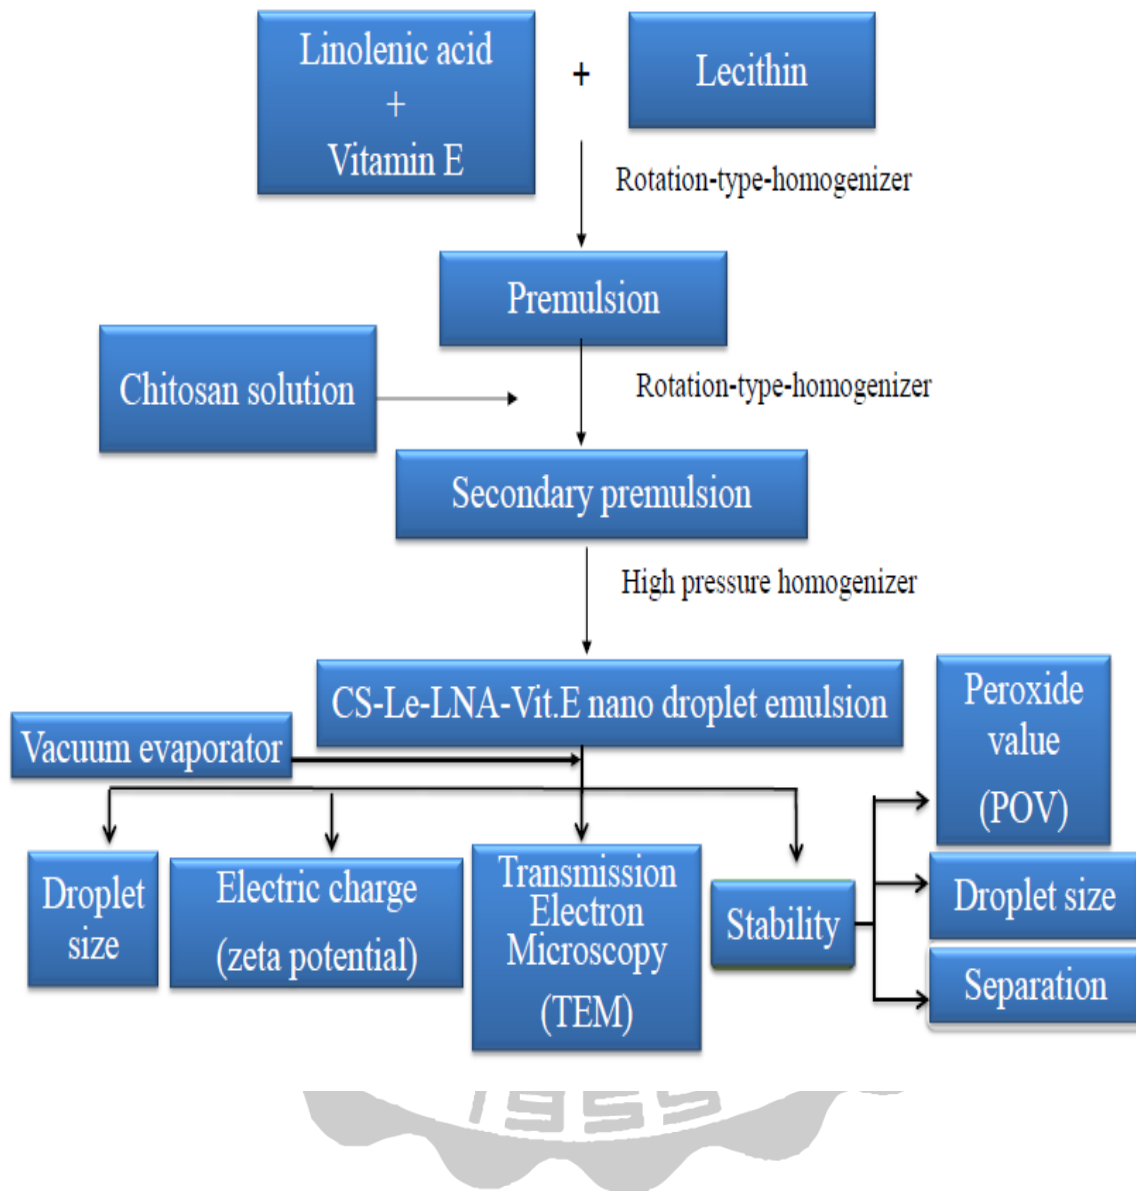 Linolenic acid
+
Vitamin E
+
Lecithin
Rotation-type-homogenizer
Premulsion
Chitosan solution
Rotation-type-homogenizer
Secondary premulsion
High pressure homogenizer
CS-Le-LNA-Vit.E nano droplet emulsion
Vacuum evaporator
Droplet
size
Electric charge
(zeta potential)
Transmission
Electron
Microscopy
(TEM)
Stability
Peroxide
value
(POV)
Droplet size
Separation
1955